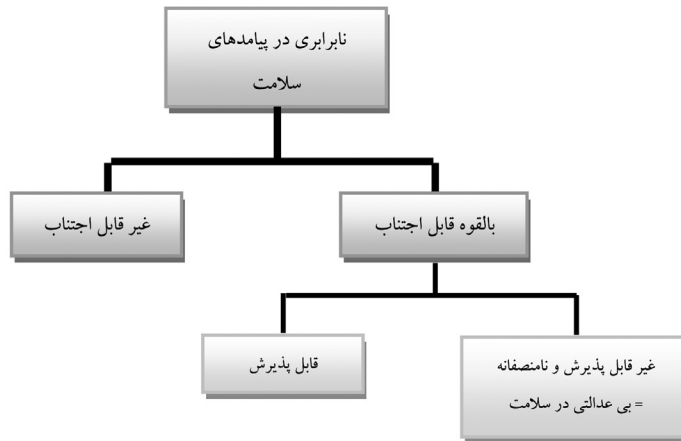 نابرابری در پیامدهای
سلامت
بالقوه قابل اجتناب
غیر قابل اجتناب
غیر قابل پذیرش و نامنصفانه
= بی عدالتی در سلامت
قابل پذیرش